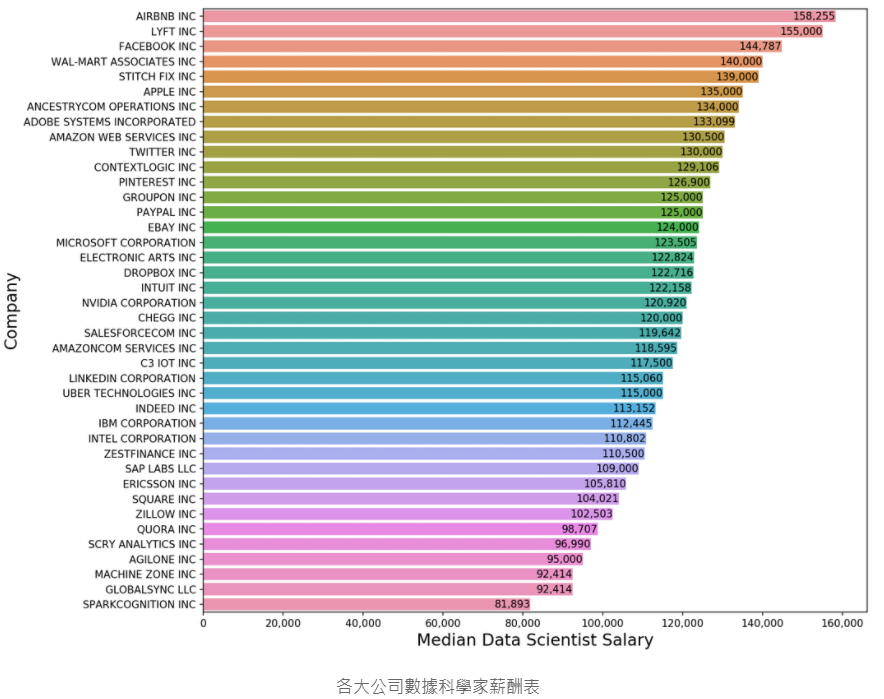 AIRBNB INC 158,255
LYFT INC 155,000
FACEBOOK INC 144,787
WAL-MART ASSOCIATES INC 140,000
STITCH FIX INC 139,000
APPLE INC 135,000
ANCESTRYCOM OPERATIONS INC 134,000
ADOBE SYSTEMS INCORPORATED 133,099
AMAZON WEB SERVICES INC 130,500
TWITTER INC 130,000
CONTEXTLOGIC INC 129,106
PINTEREST INC 126,900
GROUPON INC 125,000
PAYPAL INC 125,000
EBAY INC 124,000
MICROSOFT CORPORATION 123,505
ELECTRONIC ARTS INC 122,824
DROPBOX INC 122,716
INTUIT INC 122,158
NVIDIA CORPORATION 120,920
CHEGG INC 120,000
SALESFORCECOM INC 119,642
AMAZONCOM SERVICES INC 118,595
C3 IOT INC 117,500
LINKEDIN CORPORATION 115,060
UBER TECHNOLOGIES INC 115,000
INDEED INC 113,152
IBM CORPORATION 112,445
INTEL CORPORATION 110,802
ZESTFINANCE INC 110,500
SAP LABS LLC 109,000
ERICSSON INC 105,810
SQUARE INC 104,021
ZILLOW INC 102,503
QUORA INC 98,707
SCRY ANALYTICS INC 96,990
AGILONE INC 95,000
MACHINE ZONE INC 92,414
GLOBALSYNC LLC 92,414
SPARKCOGNITION INC 81,893
Company
0 20,000 40,000 60,000 80,000 100,000 120,000 140,000 160,000
Median Data Scientist Salary
各大公司數據科學家薪酬表